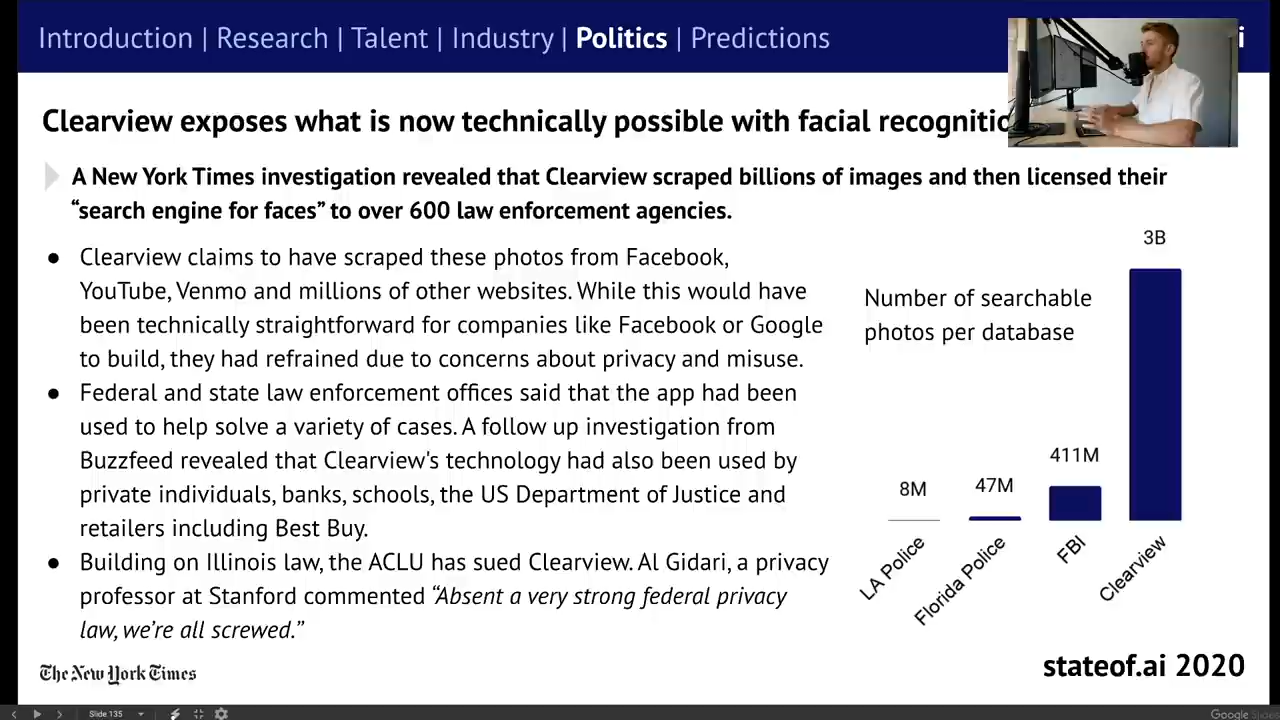 Introduction | Research | Talent | Industry | Politics | Predictions
i
Clearview exposes what is now technically possible with facial recognitio
A New York Times investigation revealed that Clearview scraped billions of images and then licensed their
“search engine for faces” to over 600 law enforcement agencies.
● Clearview claims to have scraped these photos from Facebook,
YouTube, Venmo and millions of other websites. While this would have
been technically straightforward for companies like Facebook or Google
to build, they had refrained due to concerns about privacy and misuse.
● Federal and state law enforcement offices said that the app had been
used to help solve a variety of cases. A follow up investigation from
Buzzfeed revealed that Clearview's technology had also been used by
private individuals, banks, schools, the US Department of Justice and
retailers including Best Buy.
● Building on Illinois law, the ACLU has sued Clearview. Al Gidari, a privacy
professor at Stanford commented “Absent a very strong federal privacy
law, we’re all screwed.”
Number of searchable
photos per database
3B
411M
47M
8M
LA Police
Florida Police
FBI
Clearview
The New York Times
stateof.ai 2020
Slide 135
Google Slides